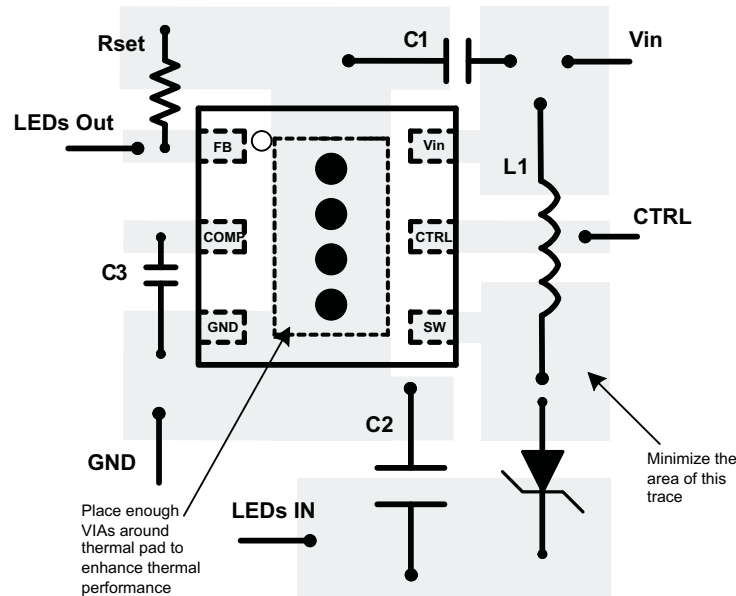 C1
Rset
Vin
LEDs Out
FB
Vin
L1
COMP
CTRL
CTRL
C3
GND
SW
C2
GND
Minimize the
area of this
trace
LEDs IN
Place enough
VIAs around
thermal pad to
enhance thermal
performance